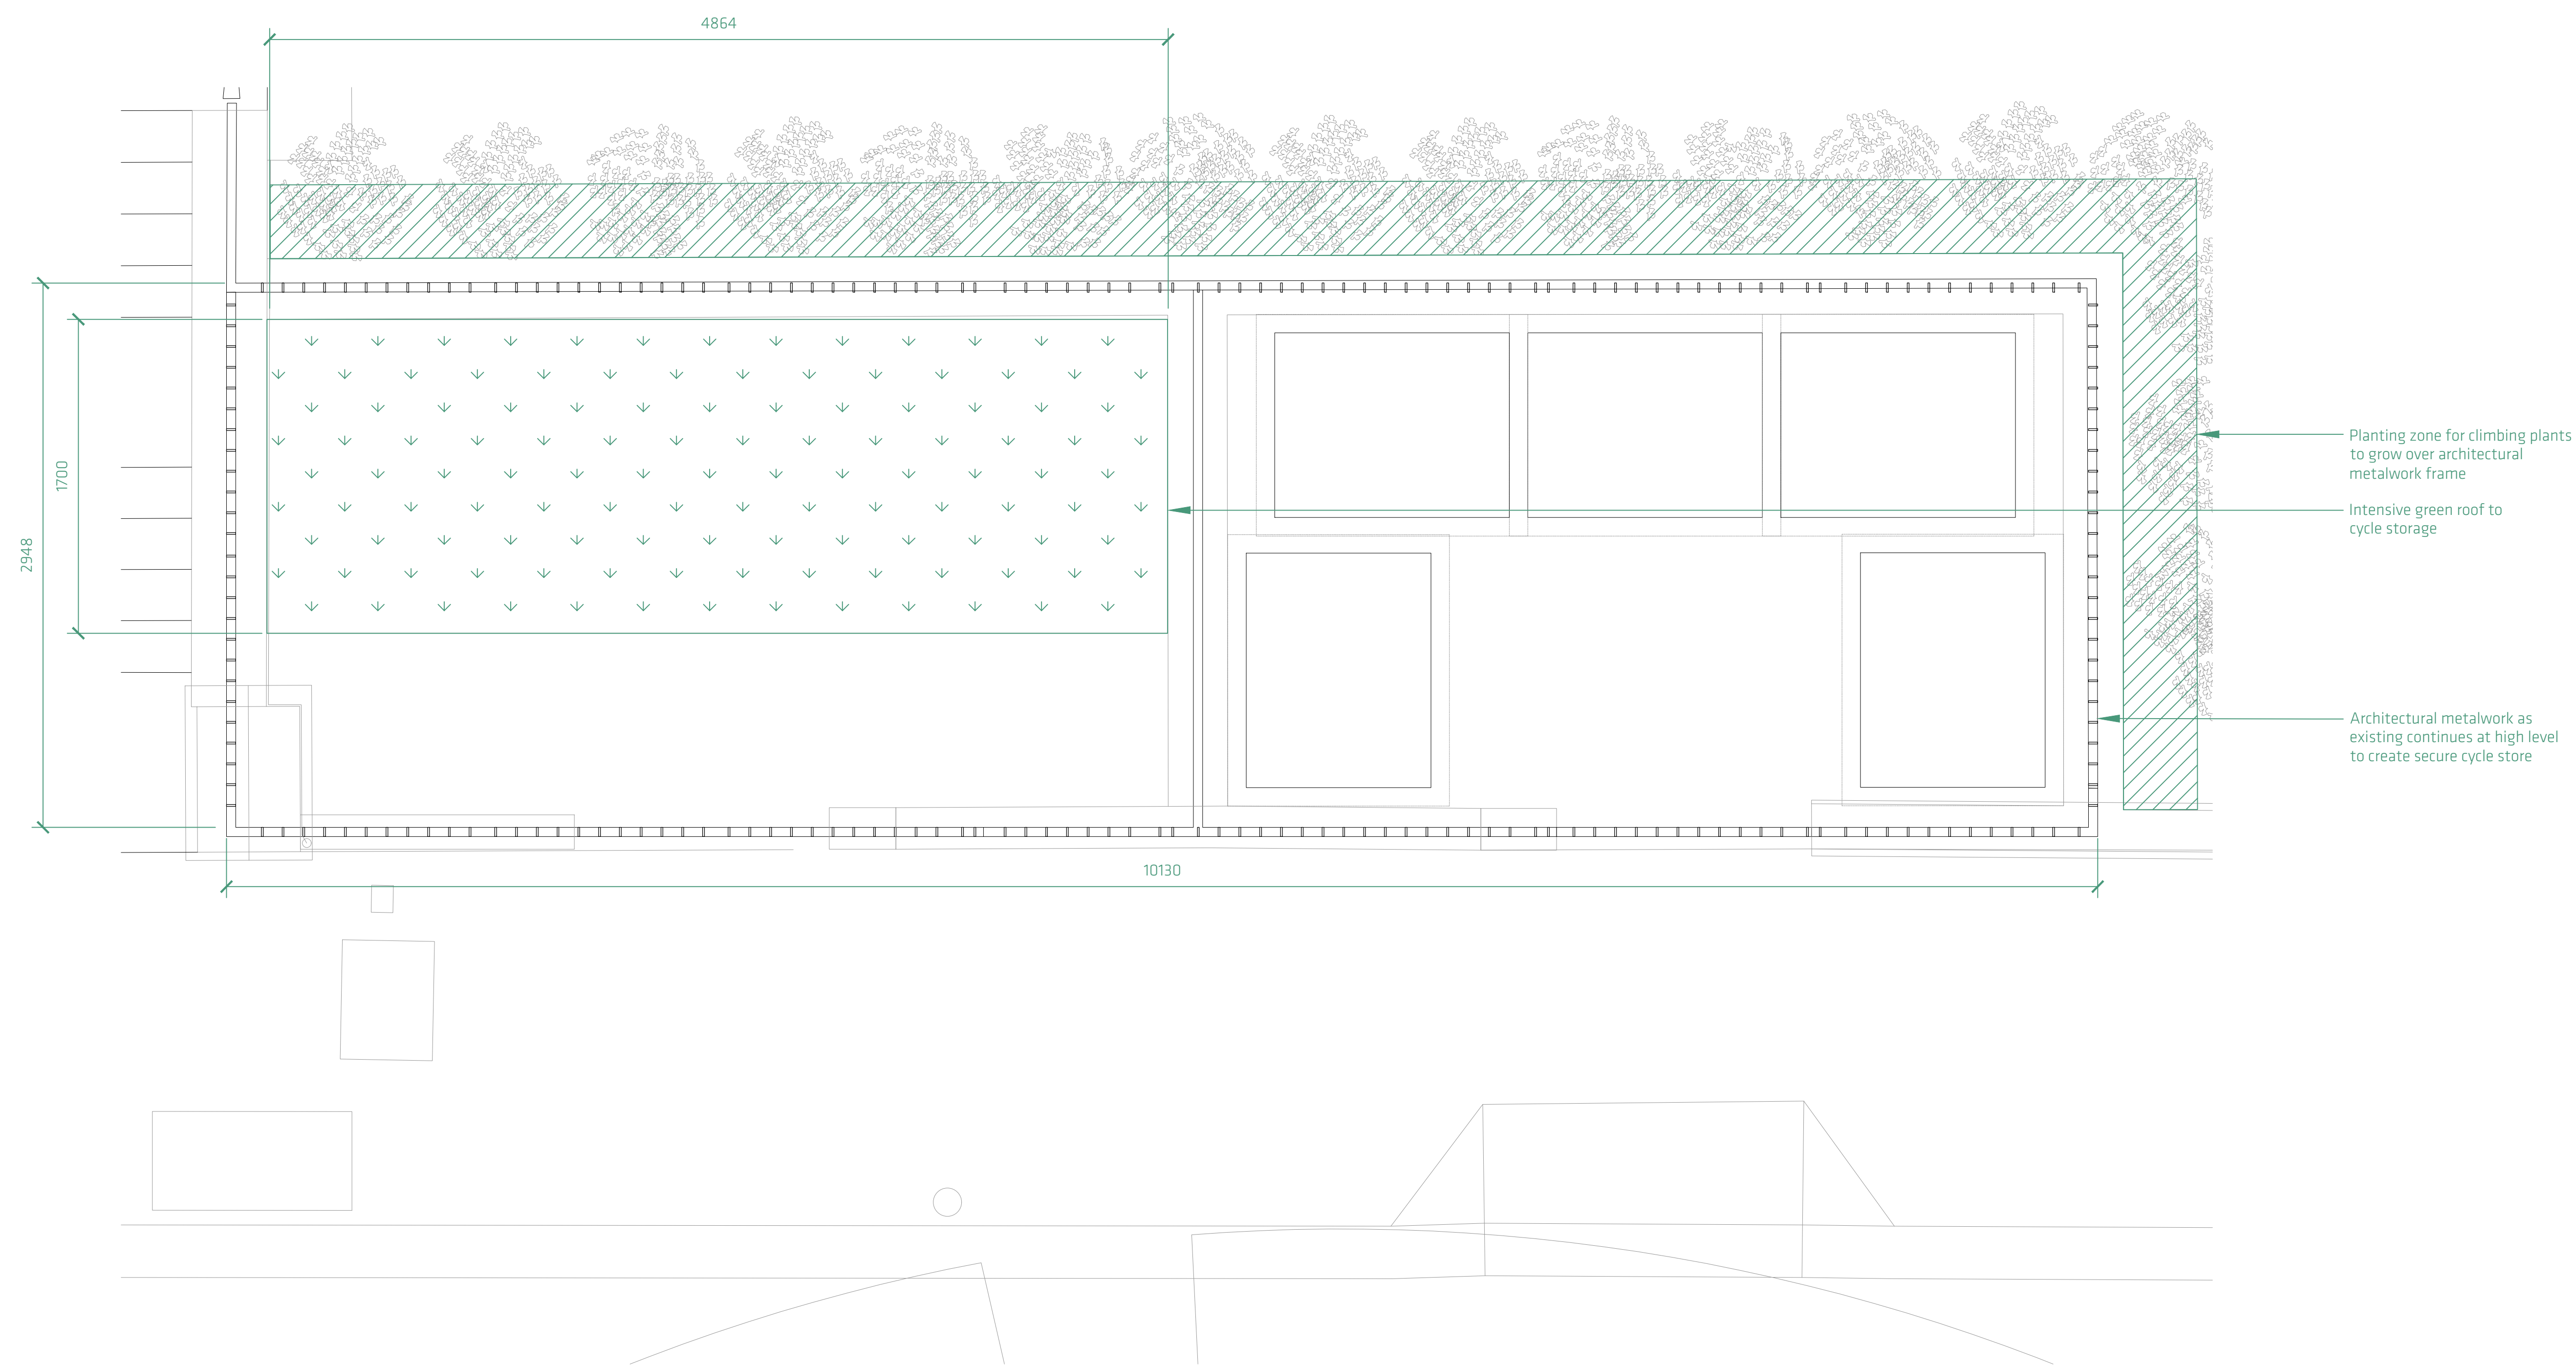 4864
Planting zone for climbing plants
to grow over architectural
metalwork frame
1700
Intensive green roof to
cycle storage
2948
Architectural metalwork as
existing continues at high level
to create secure cycle store
10130